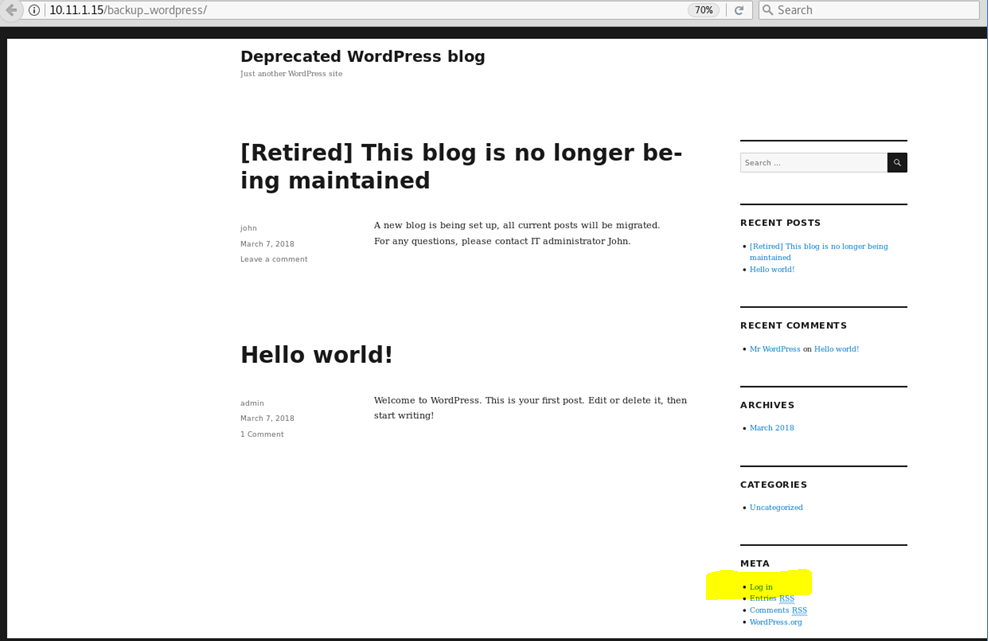 10.11.1.15/backup_wordpress/
70%
Search
Deprecated WordPress blog
Just another WordPress site
[Retired] This blog is no longer be-
ing maintained
john
March 7, 2018
Leave a comment
A new blog is being set up, all current posts will be migrated.
For any questions, please contact IT administrator John.
Hello world!
admin
March 7, 2018
1 Comment
Welcome to WordPress. This is your first post. Edit or delete it, then
start writing!
Search ...
RECENT POSTS
[Retired] This blog is no longer being
maintained
Hello world!
RECENT COMMENTS
Mr WordPress on Hello world!
ARCHIVES
March 2018
CATEGORIES
Uncategorized
META
Log in
Entries RSS
Comments RSS
WordPress.org